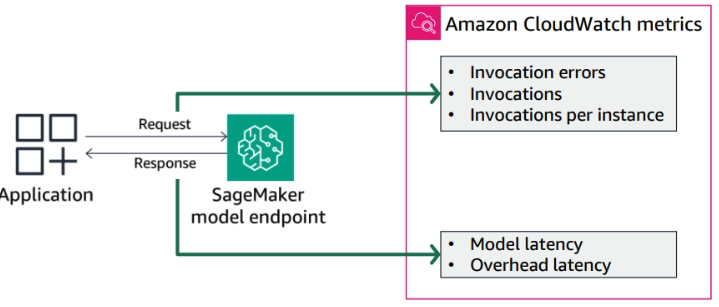 Amazon CloudWatch metrics
• Invocation errors
• Invocations
• Invocations per instance
Request
Response
Application
SageMaker
model endpoint
• Model latency
• Overhead latency